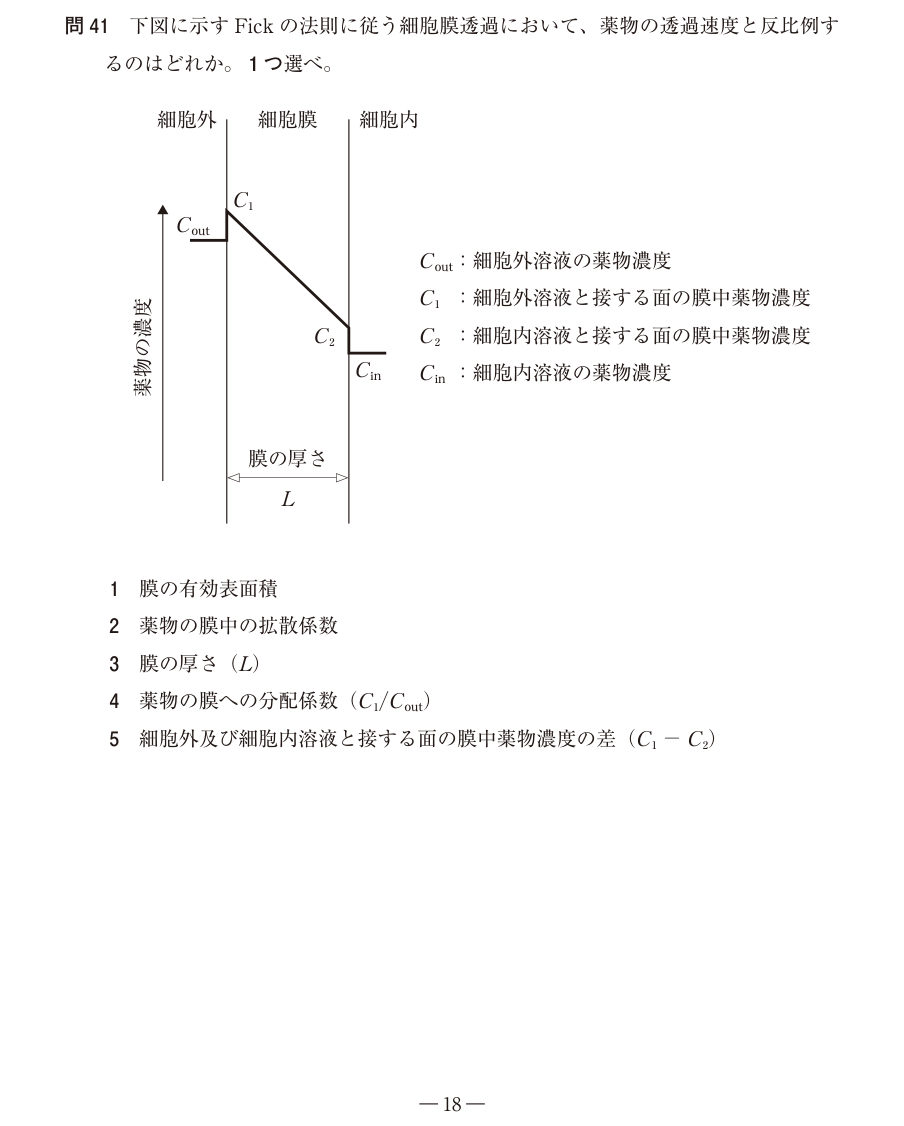 問 41 下図に示す Fick の法則に従う細胞膜透過において、薬物の透過速度と反比例す
るのはどれか。1つ選べ。
細胞外 細胞膜 細胞内
C1
Cout
C2
Cin
薬物の濃度
膜の厚さ
L
Cout：細胞外溶液の薬物濃度
C1 ：細胞外溶液と接する面の膜中薬物濃度
C2 ：細胞内溶液と接する面の膜中薬物濃度
Cin ：細胞内溶液の薬物濃度
1 膜の有効表面積
2 薬物の膜中の拡散係数
3 膜の厚さ（L）
4 薬物の膜への分配係数（C1/Cout）
5 細胞外及び細胞内溶液と接する面の膜中薬物濃度の差（C1 － C2）
― 18 ―